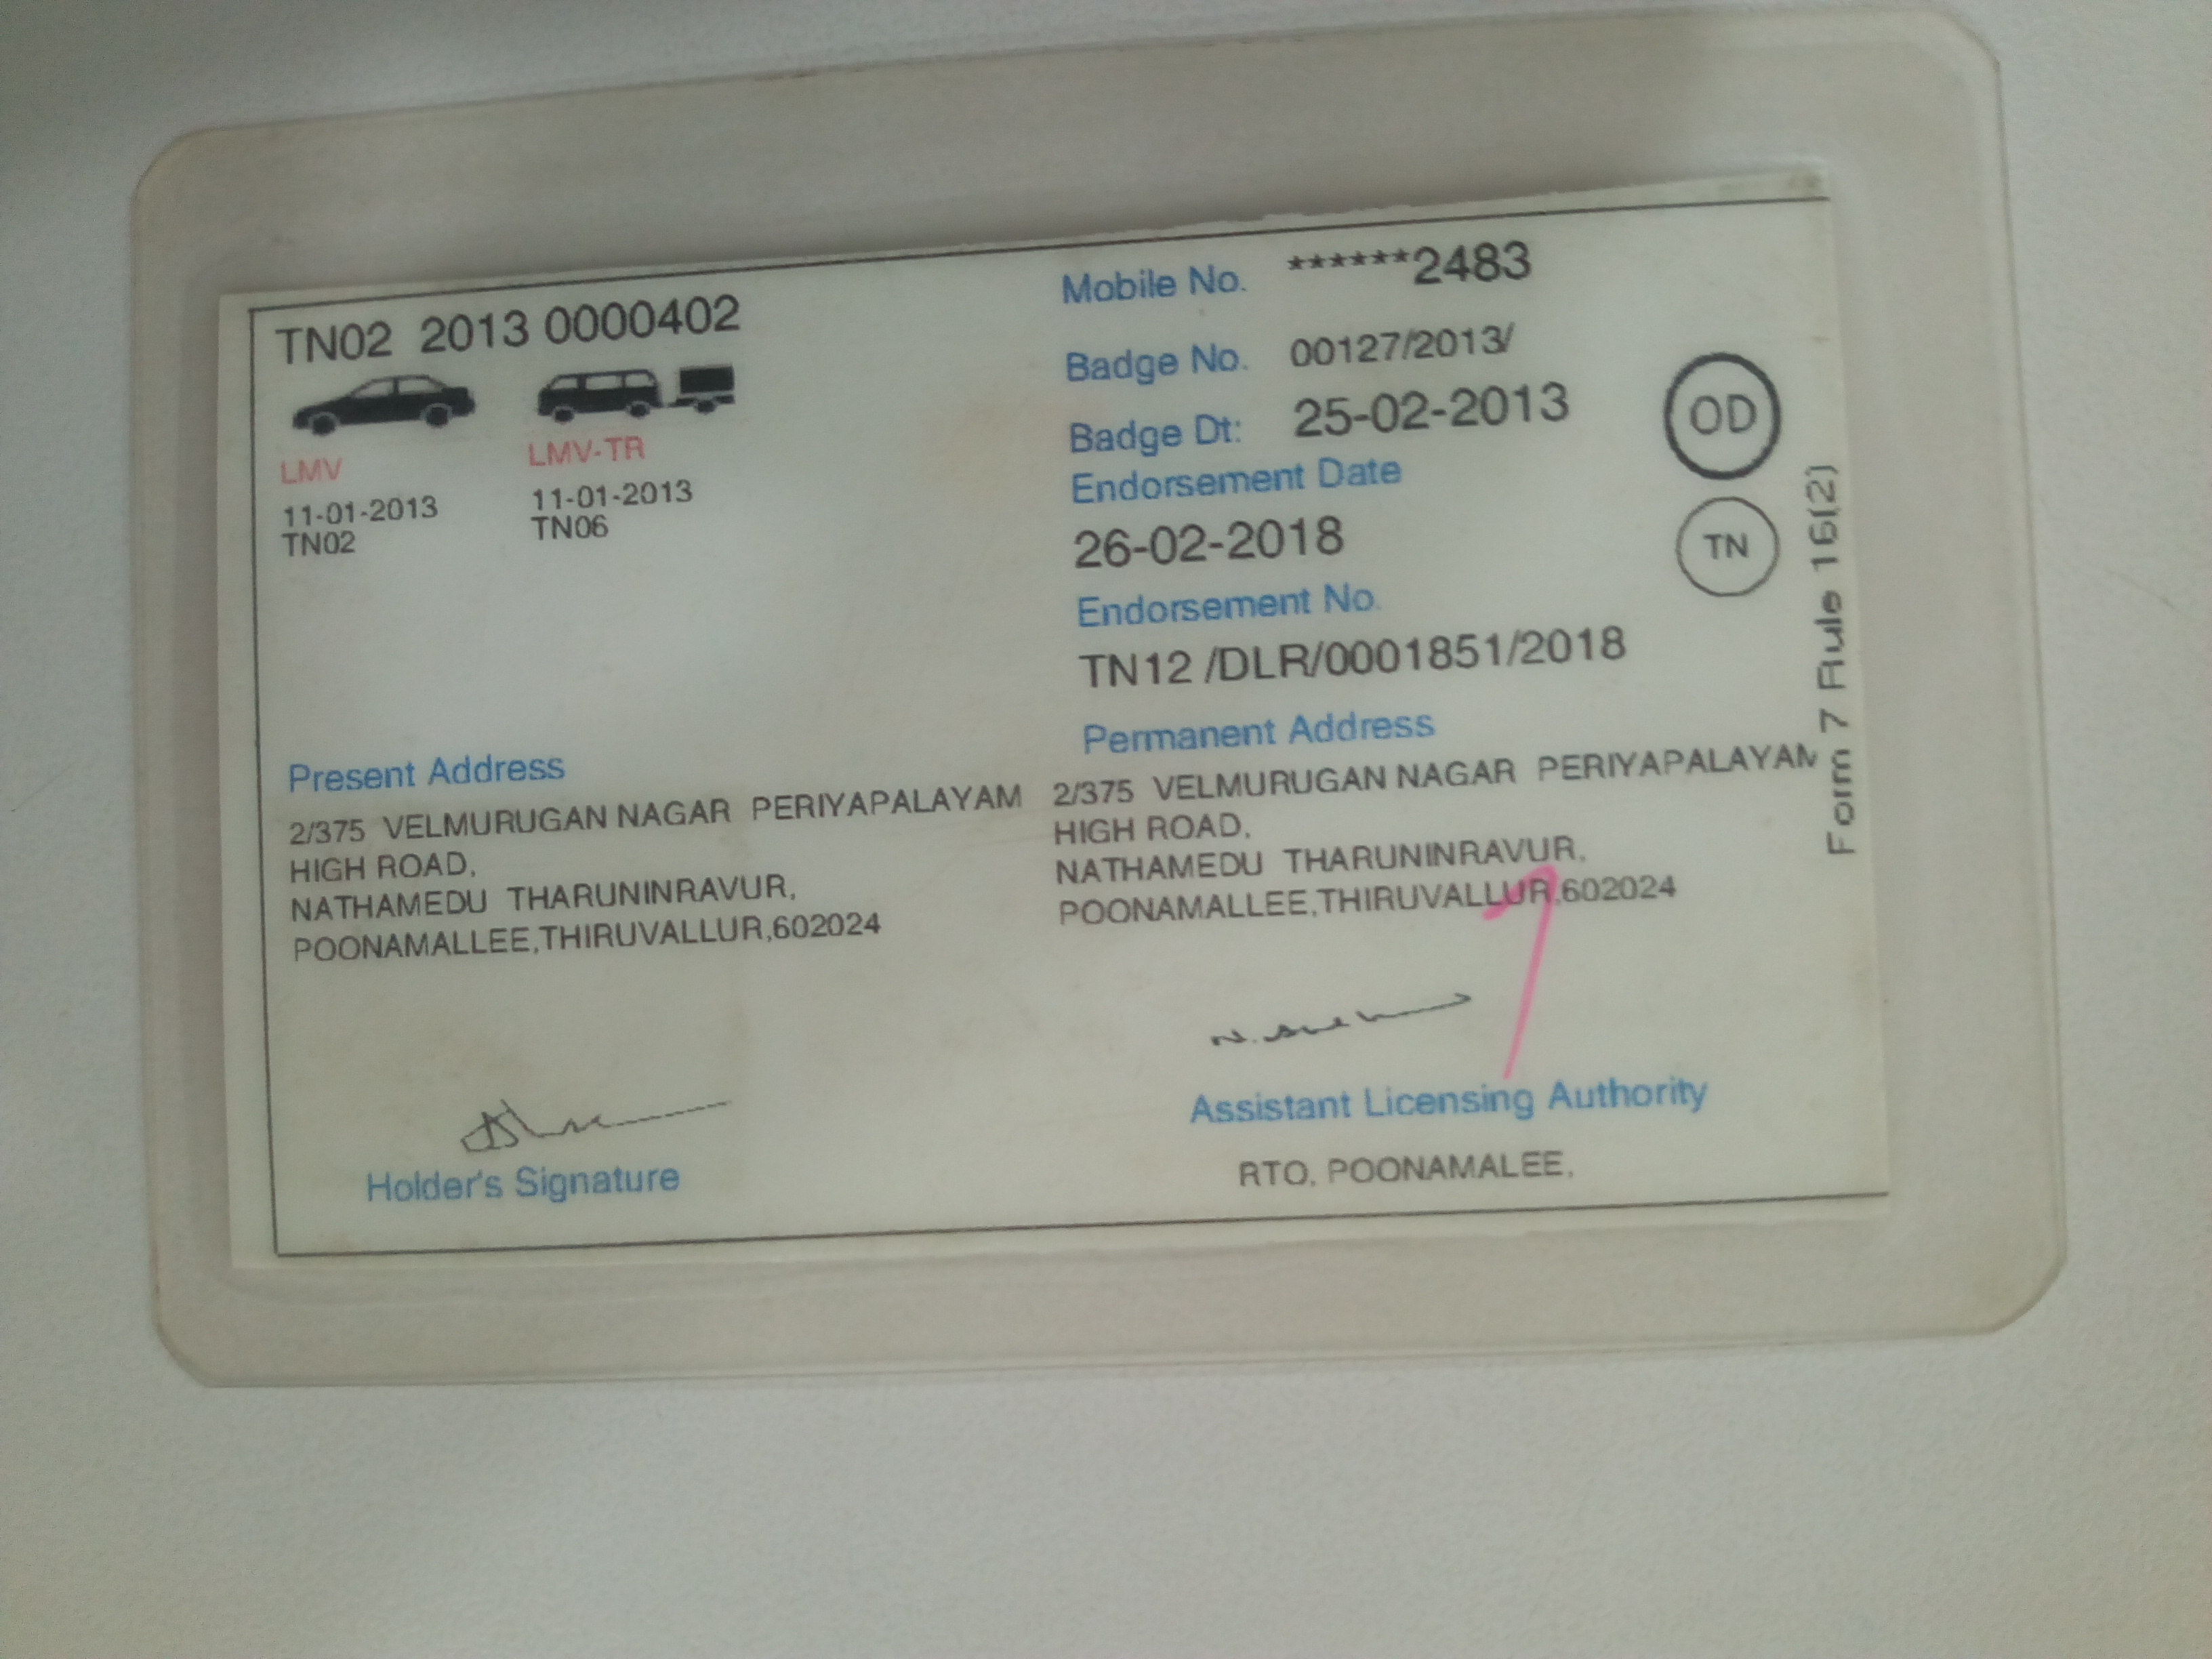 TN02 2013 0000402
LMV
11-01-2013
TN02
LMV-TR
11-01-2013
TN06
Mobile No. ******2483
Badge No. 00127/2013/
Badge Dt: 25-02-2013
Endorsement Date
26-02-2018
Endorsement No.
TN12 /DLR/0001851/2018
OD
TN
Form 7 Rule 16(2)
Present Address
2/375 VELMURUGAN NAGAR PERIYAPALAYAM
HIGH ROAD,
NATHAMEDU THARUNINRAVUR,
POONAMALLEE,THIRUVALLUR,602024
Permanent Address
2/375 VELMURUGAN NAGAR PERIYAPALAYAM
HIGH ROAD,
NATHAMEDU THARUNINRAVUR,
POONAMALLEE,THIRUVALLUR,602024
Holder's Signature
Assistant Licensing Authority
RTO, POONAMALEE,